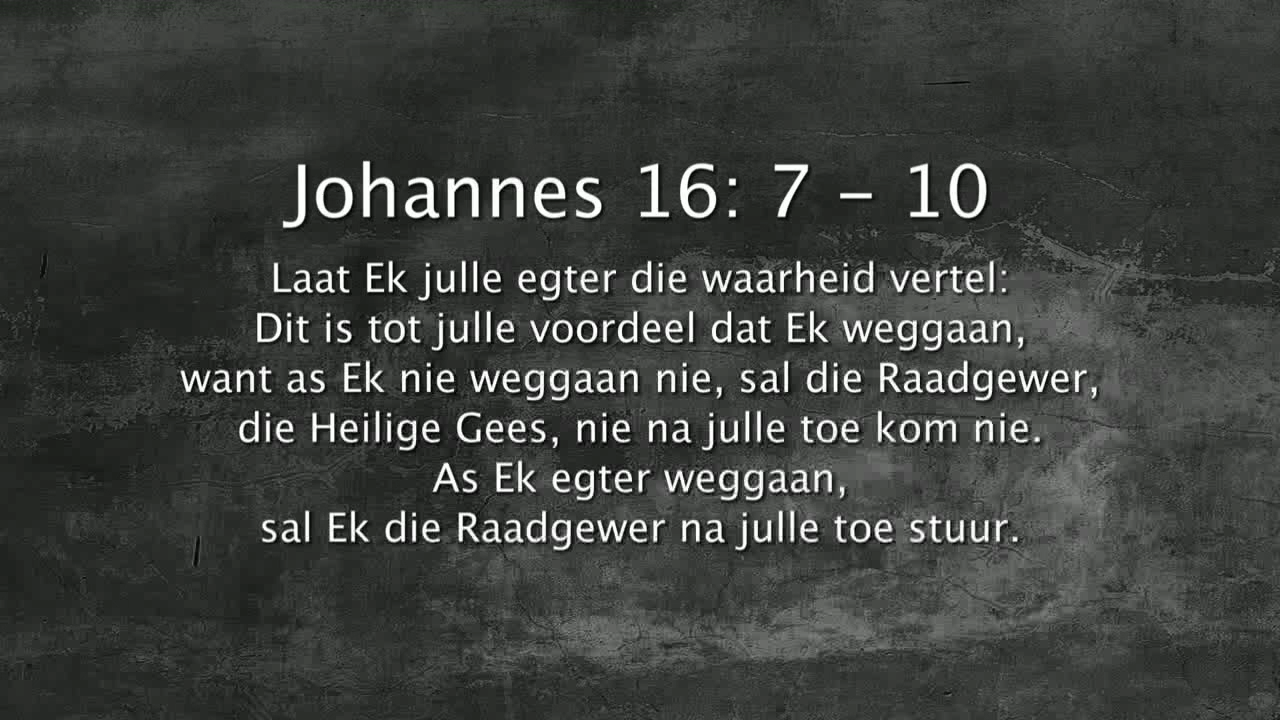 Johannes 16: 7 - 10
Laat Ek julle egter die waarheid vertel:
Dit is tot julle voordeel dat Ek weggaan,
want as Ek nie weggaan nie, sal die Raadgewer,
die Heilige Gees, nie na julle toe kom nie.
As Ek egter weggaan,
sal Ek die Raadgewer na julle toe stuur.